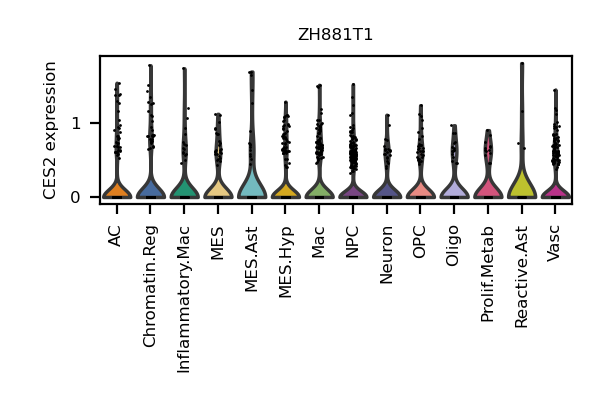 ZH881T1
CES2 expression
1
0
AC
Chromatin.Reg
Inflammatory.Mac
MES
MES.Ast
MES.Hyp
Mac
NPC
Neuron
OPC
Oligo
Prolif.Metab
Reactive.Ast
Vasc